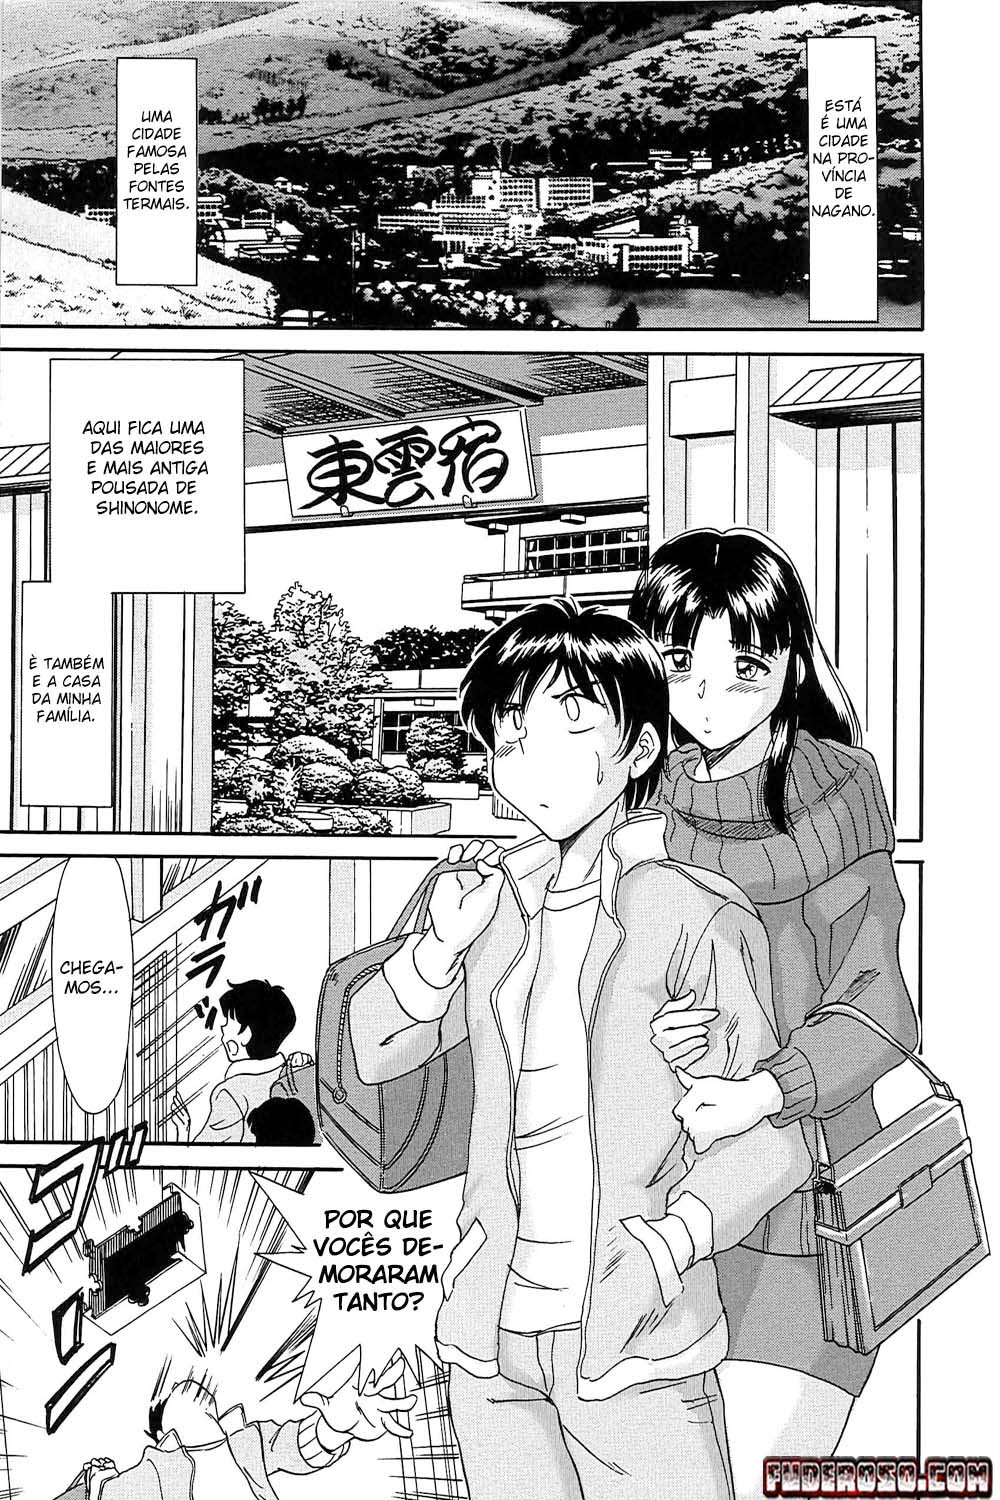 ESTÁ
É UMA
CIDADE
NA PRO-
VÍNCIA
DE
NAGANO.
UMA
CIDADE
FAMOSA
PELAS
FONTES
TERMAIS.
AQUI FICA UMA
DAS MAIORES
E MAIS ANTIGA
POUSADA DE
SHINONOME.
東雲宿
È TAMBÉM
E A CASA
DA MINHA
FAMÍLIA.
CHEGA-
MOS...
ガラッ
POR QUE
VOCÊS DE-
MORARAM
TANTO?
FUDEROSO.COM